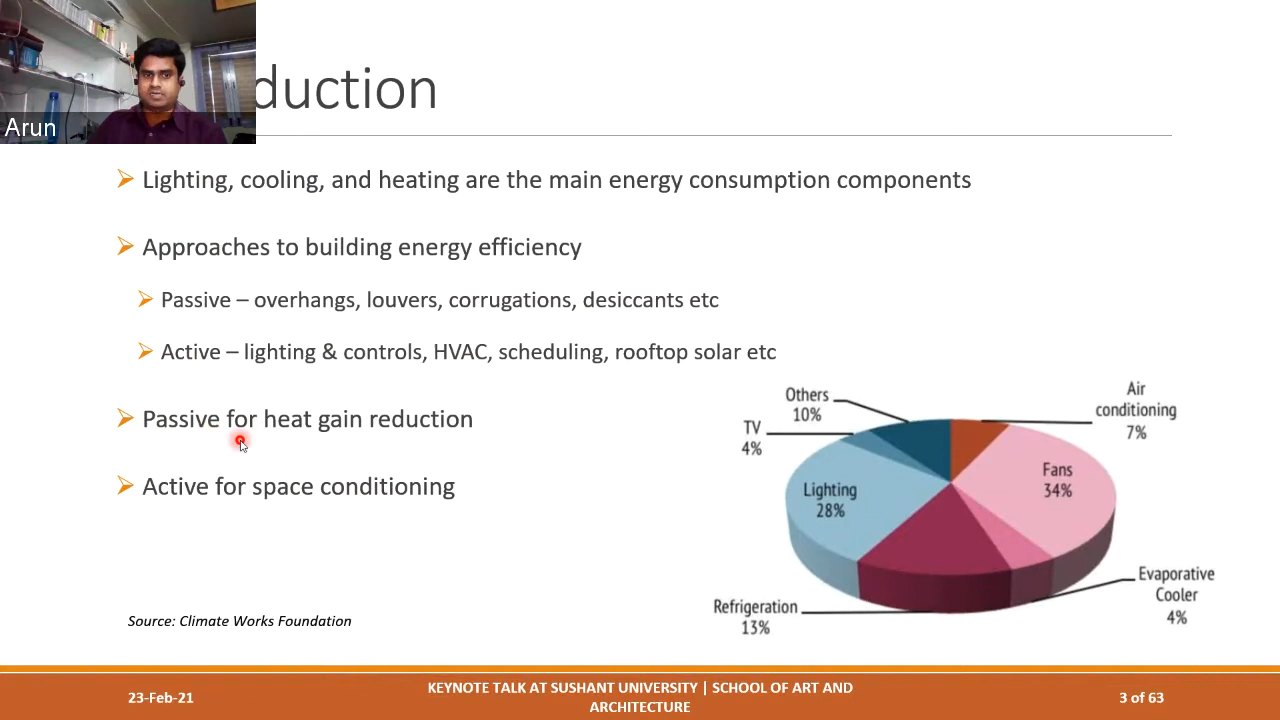 duction
Arun
Lighting, cooling, and heating are the main energy consumption components
Approaches to building energy efficiency
Passive – overhangs, louvers, corrugations, desiccants etc
Active – lighting & controls, HVAC, scheduling, rooftop solar etc
Passive for heat gain reduction
Active for space conditioning
Others
10%
TV
4%
Lighting
28%
Refrigeration
13%
Air
conditioning
7%
Fans
34%
Evaporative
Cooler
4%
Source: Climate Works Foundation
23-Feb-21
KEYNOTE TALK AT SUSHANT UNIVERSITY | SCHOOL OF ART AND
ARCHITECTURE
3 of 63